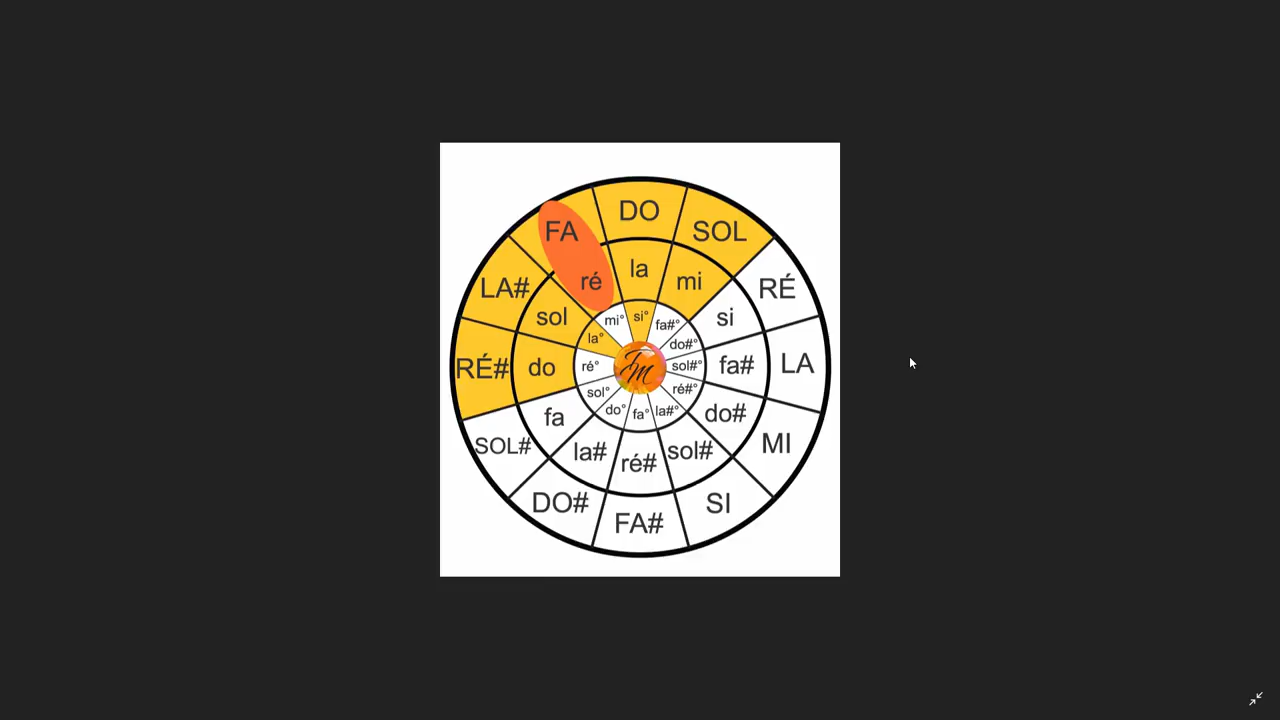 DO
SOL
RÉ
LA
MI
SI
FA#
DO#
SOL#
RÉ#
LA#
FA
la
mi
si
fa#
do#
sol#
ré#
la#
fa
do
sol
ré
si°
fa#°
do#°
sol#°
ré#°
la#°
fa°
do°
sol°
ré°
la°
mi°